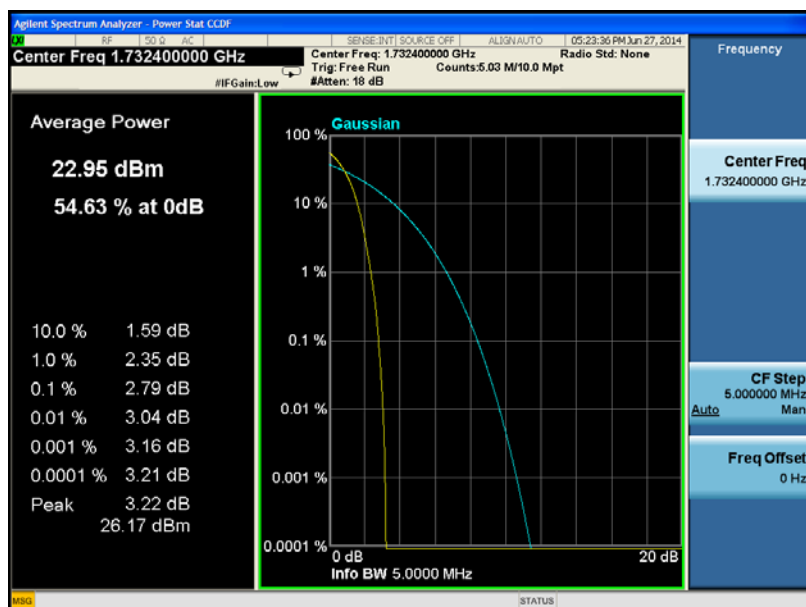 Agilent Spectrum Analyzer - Power Stat CCDF
RF 50 Ω AC SENSE:INT SOURCE OFF ALIGN AUTO 05:23:36 PM Jun 27, 2014
Center Freq 1.732400000 GHz
Center Freq: 1.732400000 GHz Radio Std: None
Trig: Free Run Counts:5.03 M/10.0 Mpt
#IFGain:Low #Atten: 18 dB
Average Power
22.95 dBm
54.63 % at 0dB
10.0 % 1.59 dB
1.0 % 2.35 dB
0.1 % 2.79 dB
0.01 % 3.04 dB
0.001 % 3.16 dB
0.0001 % 3.21 dB
Peak 3.22 dB
26.17 dBm
Gaussian
100 %
10 %
1 %
0.1 %
0.01 %
0.001 %
0.0001 %
0 dB 20 dB
Info BW 5.0000 MHz
Frequency
Center Freq
1.732400000 GHz
CF Step
5.000000 MHz
Auto Man
Freq Offset
0 Hz
MSG STATUS